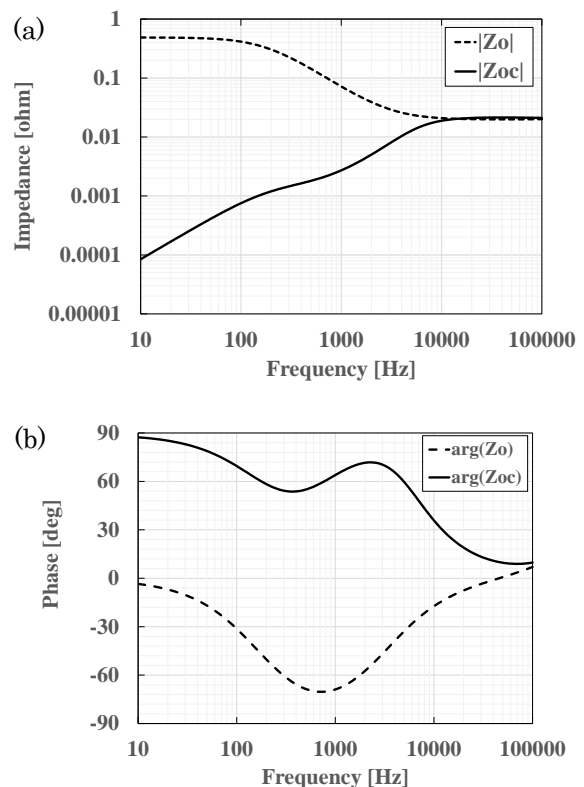 (a)
1
0.1
0.01
0.001
0.0001
0.00001
Impedance [ohm]
|Zo|
|Zoc|
10 100 1000 10000 100000
Frequency [Hz]
(b)
90
60
30
0
-30
-60
-90
Phase [deg]
arg(Zo)
arg(Zoc)
10 100 1000 10000 100000
Frequency [Hz]